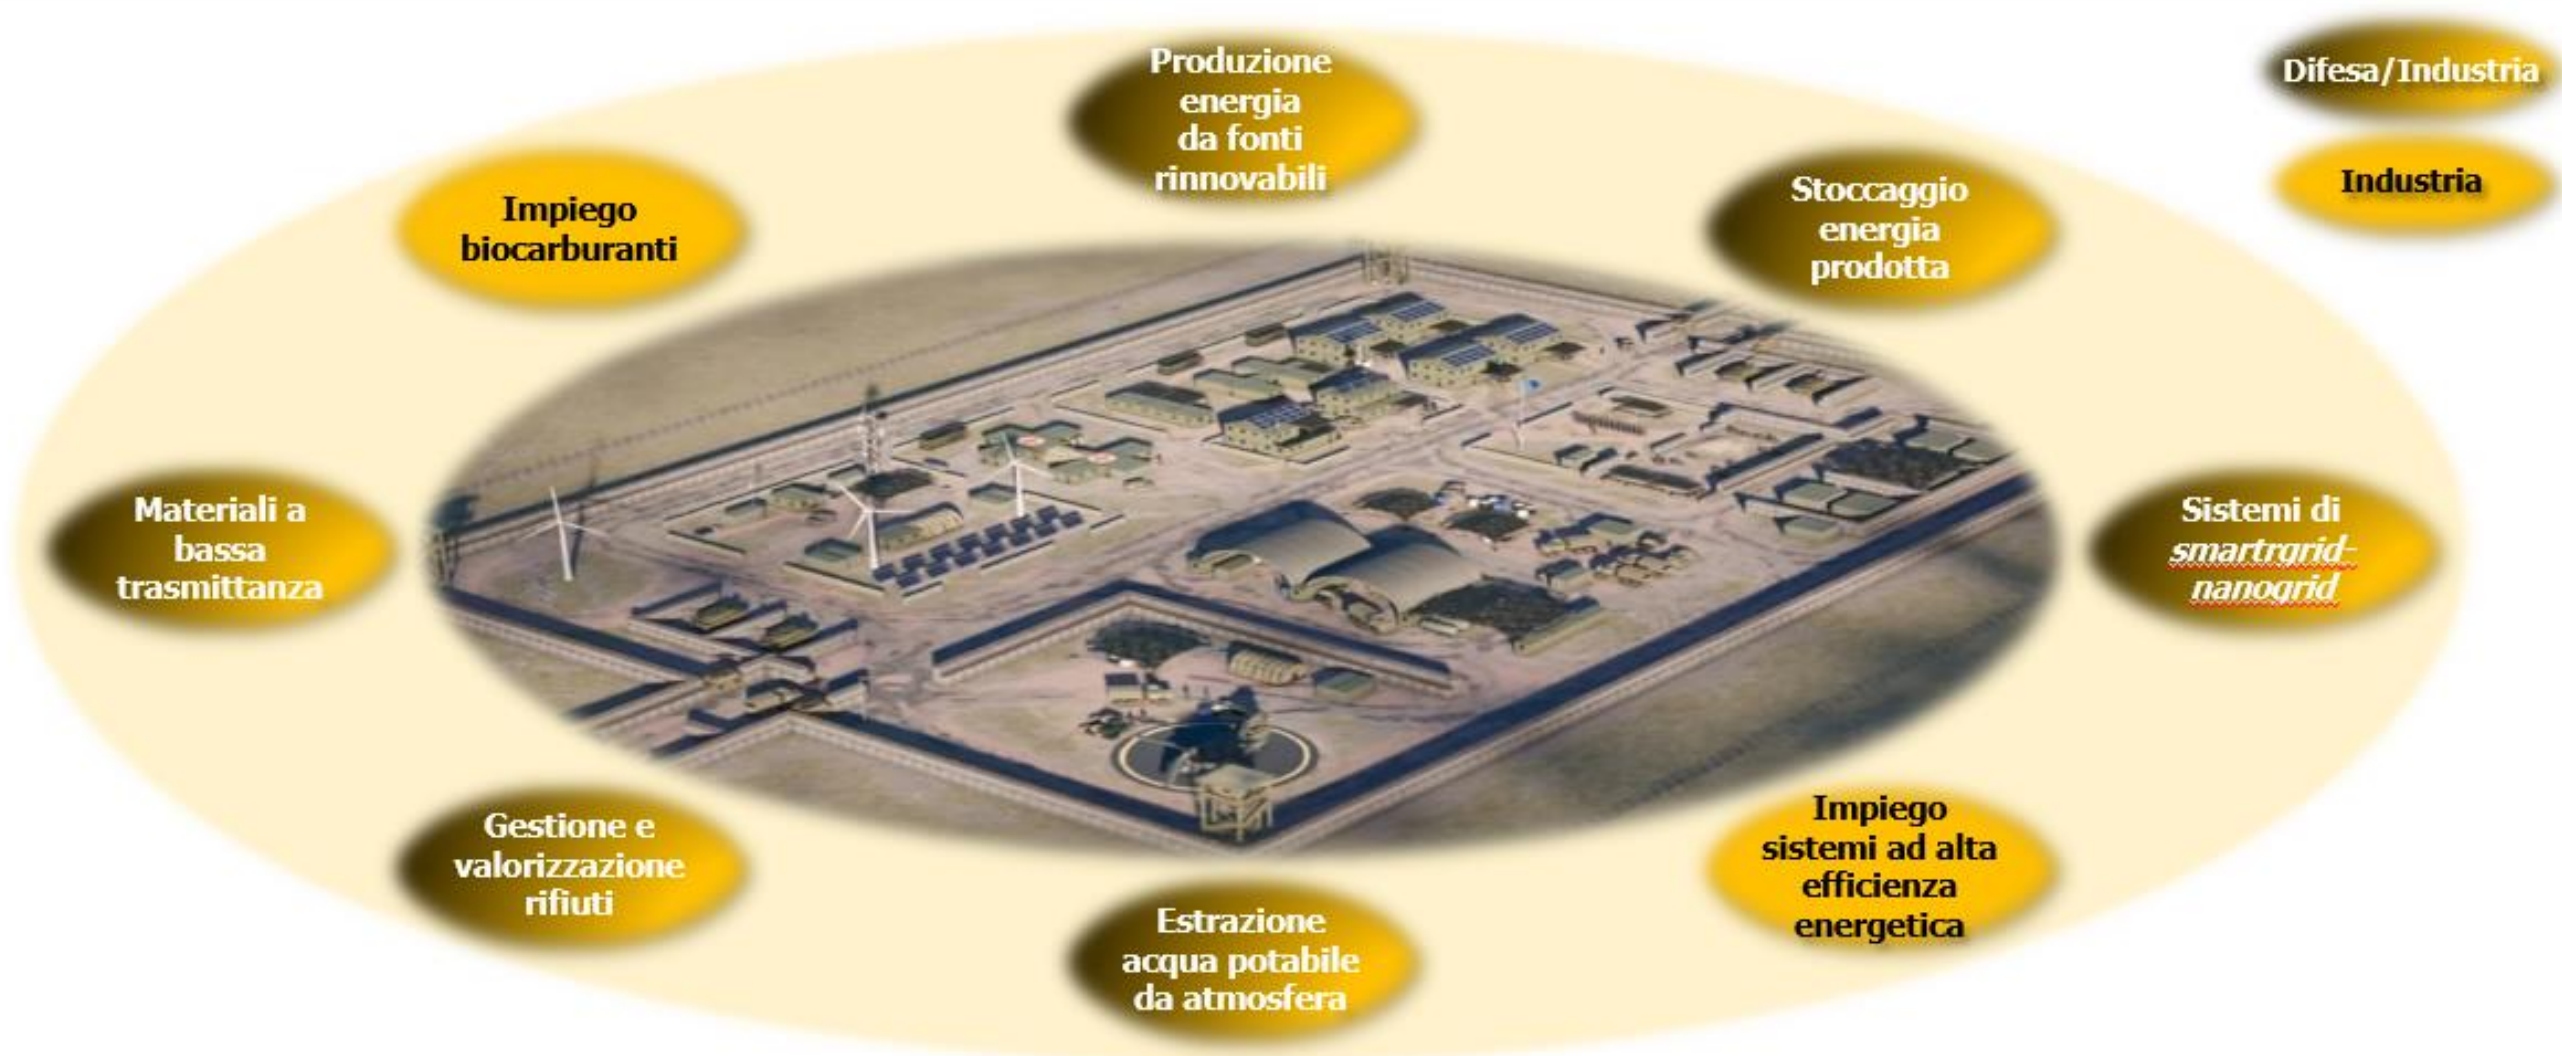 Produzione
energia
da fonti
rinnovabili
Difesa/Industria
Industria
Impiego
biocarburanti
Stoccaggio
energia
prodotta
Materiali a
bassa
trasmittanza
Sistemi di
smartrgrid-
nanogrid
Gestione e
valorizzazione
rifiuti
Estrazione
acqua potabile
da atmosfera
Impiego
sistemi ad alta
efficienza
energetica